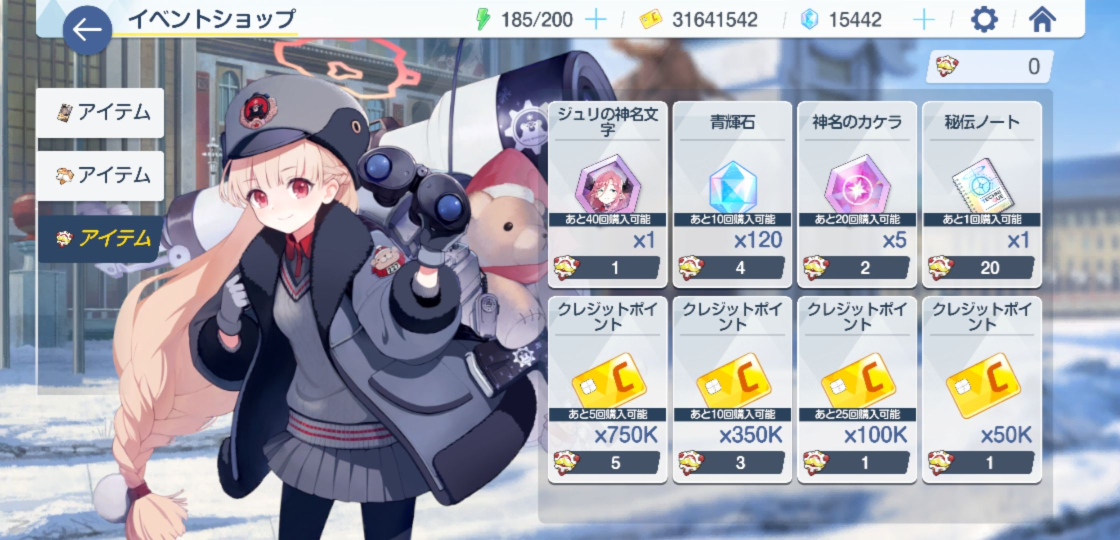 イベントショップ
185/200
31641542
15442
0
アイテム
アイテム
アイテム
ジュリの神名文
字
あと40回購入可能
x1
1
青輝石
あと10回購入可能
x120
4
神名のカケラ
あと20回購入可能
x5
2
秘伝ノート
あと1回購入可能
x1
20
クレジットポイ
ント
あと5回購入可能
x750K
5
クレジットポイ
ント
あと10回購入可能
x350K
3
クレジットポイ
ント
あと25回購入可能
x100K
1
クレジットポイ
ント
x50K
1